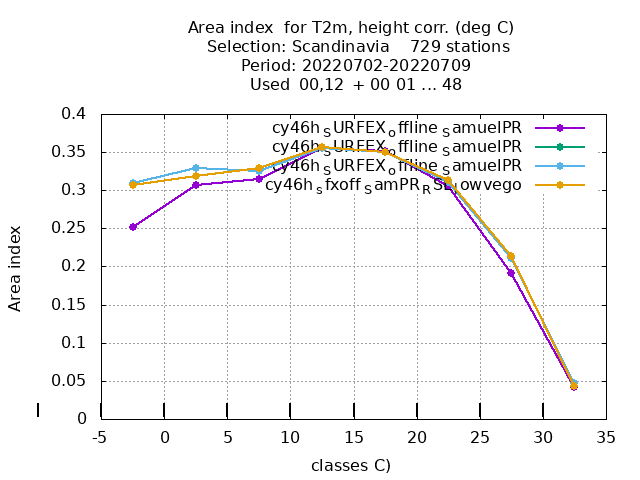 Area index for T2m, height corr. (deg C)
Selection: Scandinavia 729 stations
Period: 20220702-20220709
Used 00,12 + 00 01 ... 48
0.4
0.35
0.3
0.25
0.2
0.15
0.1
0.05
0
Area index
cy46h SURFEX offline SamuelPR
cy46h SURFEX offline SamuelPR
cy46h SURFEX offline SamuelPR
cy46h sfxoff SamPR RSL lowvego
-5 0 5 10 15 20 25 30 35
classes C)